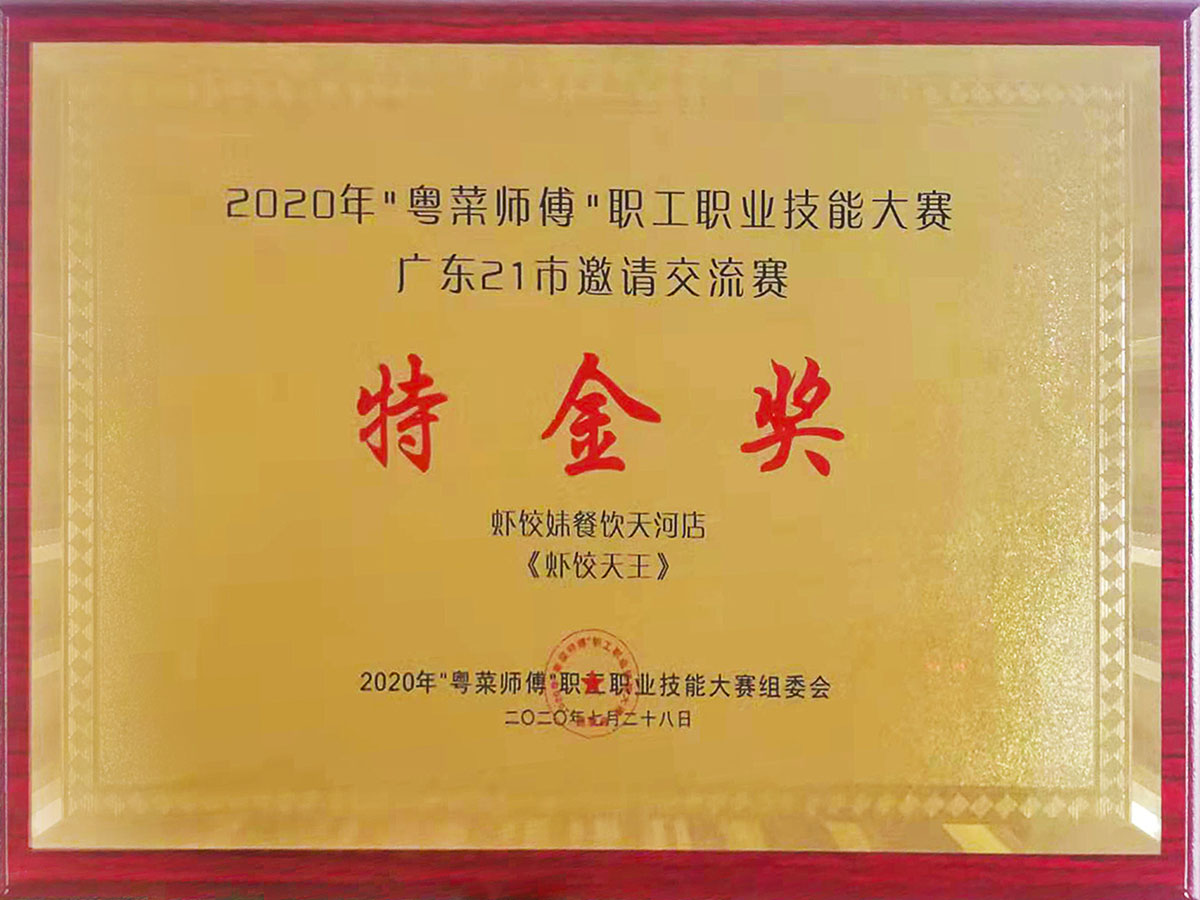 2020年"粤菜师傅"职工职业技能大赛
广东21市邀请交流赛
特金奖
虾饺妹餐饮天河店
《虾饺天王》
2020年"粤菜师傅"职工职业技能大赛组委会
二〇二〇年七月二十八日